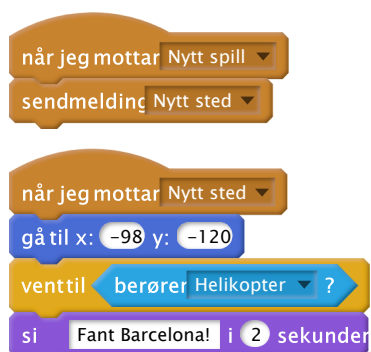 når jeg mottar Nytt spill
sendmelding Nytt sted
når jeg mottar Nytt sted
gå til x: -98 y: -120
vent til berører Helikopter ?
si Fant Barcelona! i 2 sekunder